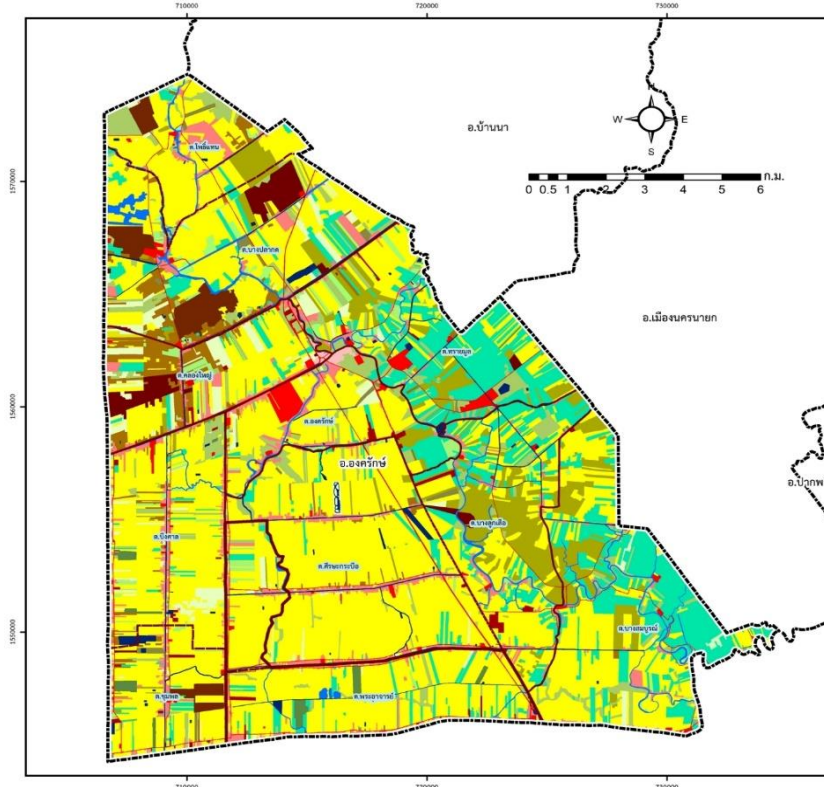 710000 720000 730000
อ.บ้านนา
N
W E
S
ก.ม.
0 0.5 1 2 3 4 5 6
1570000
ต.โพธิ์แทน
ต.บางปลากด
อ.เมืองนครนายก
ต.ทรายมูล
ต.คลองใหญ่
1560000
ต.องครักษ์
อ.องครักษ์
อ.ปากพ
ต.บางลูกเสือ
ต.บึงศาล
ต.ศีรษะกระบือ
1550000
ต.บางสมบูรณ์
ต.ชุมพล
ต.พระอาจารย์
710000 720000 730000